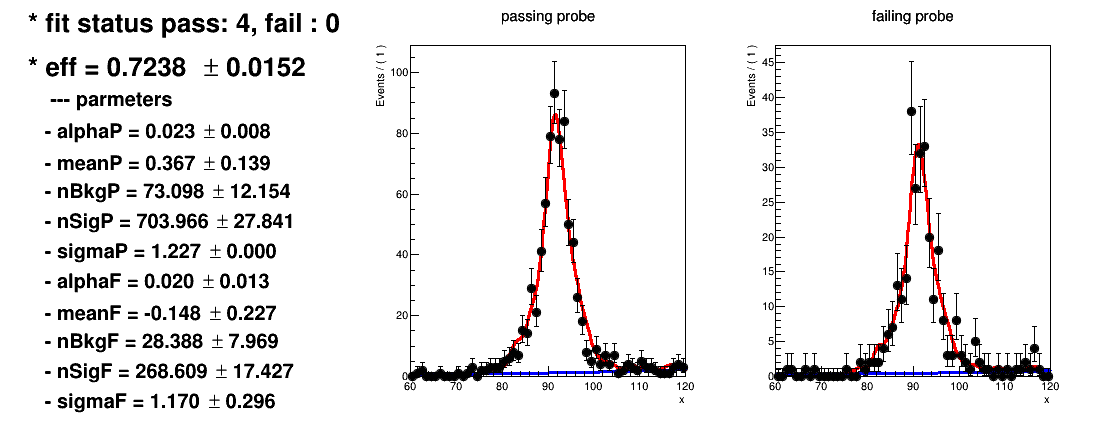 * fit status pass: 4, fail : 0
* eff = 0.7238 ± 0.0152
--- parmeters
- alphaP = 0.023 ± 0.008
- meanP = 0.367 ± 0.139
- nBkgP = 73.098 ± 12.154
- nSigP = 703.966 ± 27.841
- sigmaP = 1.227 ± 0.000
- alphaF = 0.020 ± 0.013
- meanF = -0.148 ± 0.227
- nBkgF = 28.388 ± 7.969
- nSigF = 268.609 ± 17.427
- sigmaF = 1.170 ± 0.296
passing probe
Events / ( 1 )
100
80
60
40
20
0
60 70 80 90 100 110 120
x
failing probe
Events / ( 1 )
45
40
35
30
25
20
15
10
5
0
60 70 80 90 100 110 120
x